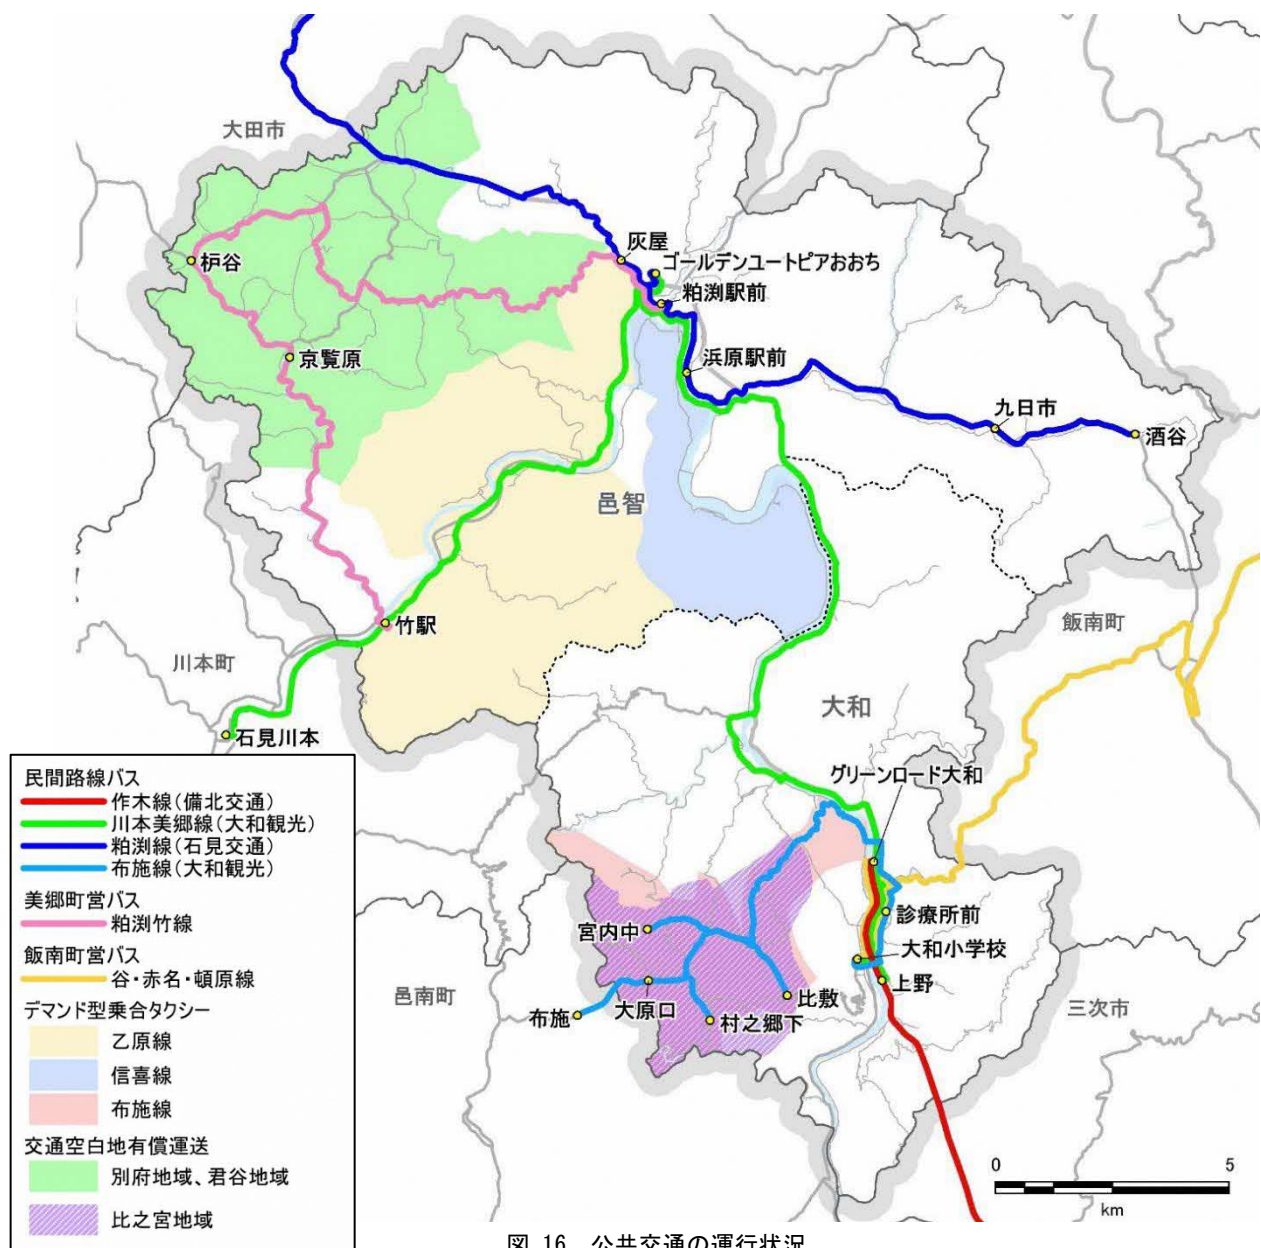 大田市
灰屋
ゴールデンユートピアおおち
粕渕駅前
枦谷
浜原駅前
京覧原
九日市
酒谷
邑智
竹駅
飯南町
川本町
大和
石見川本
グリーンロード大和
診療所前
宮内中
大和小学校
上野
大原口
比敷
邑南町
布施
村之郷下
三次市
民間路線バス
作木線(備北交通)
川本美郷線(大和観光)
粕渕線(石見交通)
布施線(大和観光)
美郷町営バス
粕渕竹線
飯南町営バス
谷・赤名・頓原線
デマンド型乗合タクシー
乙原線
信喜線
布施線
交通空白地有償運送
別府地域、君谷地域
比之宮地域
0 5
km
図 16 公共交通の運行状況